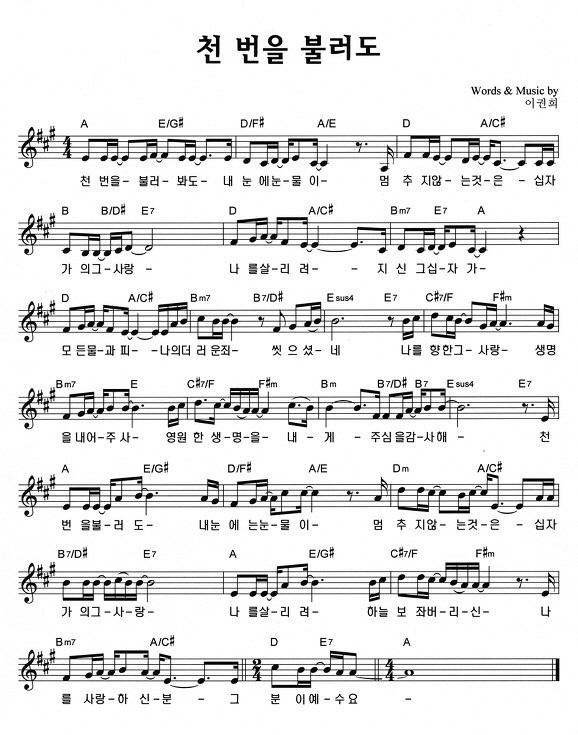 천 번을 불러도
Words & Music by
이권희
A E/G# D/F# A/E D A/C#
4 4
천 번을- 불러- 봐도- 내 눈 에눈-물 이- 멈 추 지않-는것-은 -십자
B B/D# E7 D A/C# Bm7 E7 A
가 의그-사랑 - 나 를살-리 려- 지 신 그십-자 가-
D A/C# Bm7 B7/D# Esus4 E7 C#7/F F#m
모 든물-과 피- 나의더 러 운죄- 씻 으 셨-네 나를 향 한그-사랑- 생명
Bm7 E7 C#7/F F#m Bm B7/D# B7 Esus4 E7
을 내어-주 사- 영원 한 생-명을- 내 - 게- 주심을감사해 - 천
A E/G# D/F# A/C# Dm A/C#
번 을불-러 도- 내눈 에 는눈-물 이- 멈 추 지않-는것-은 -십자
B7/D# E7 A E/G# C#7/F F#m
가 의그-사랑- 나 를살-리 려- 하늘 보 좌버-리 신- 나
Bm7 A/C# D E7 A
2 4 4 4
를 사랑-하 신분- 그 분 이예-수요- -